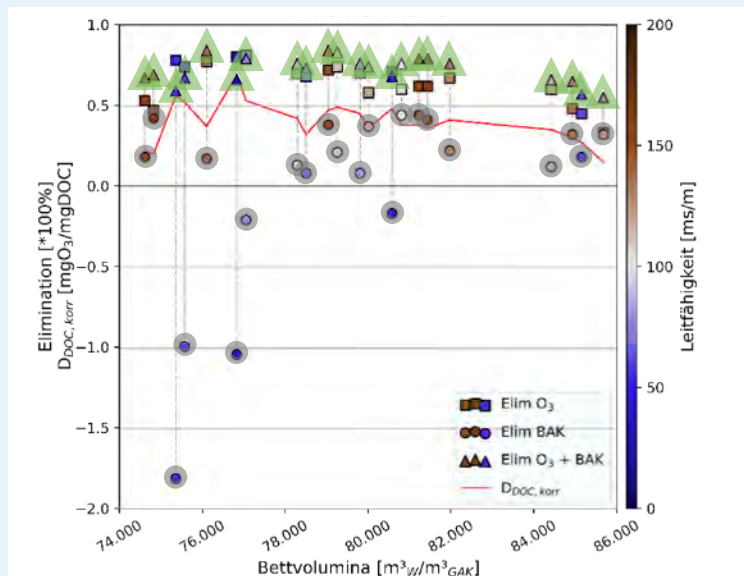 1.0
0.5
0.0
−0.5
−1.0
−1.5
−2.0
Elimination [*100%]
D_DOC,korr [mgO₃/mgDOC]
74.000
76.000
78.000
80.000
82.000
84.000
86.000
Bettvolumina [m³_W/m³_GAK]
Elim O₃
Elim BAK
Elim O₃ + BAK
D_DOC,korr
200
150
100
50
0
Leitfähigkeit [ms/m]